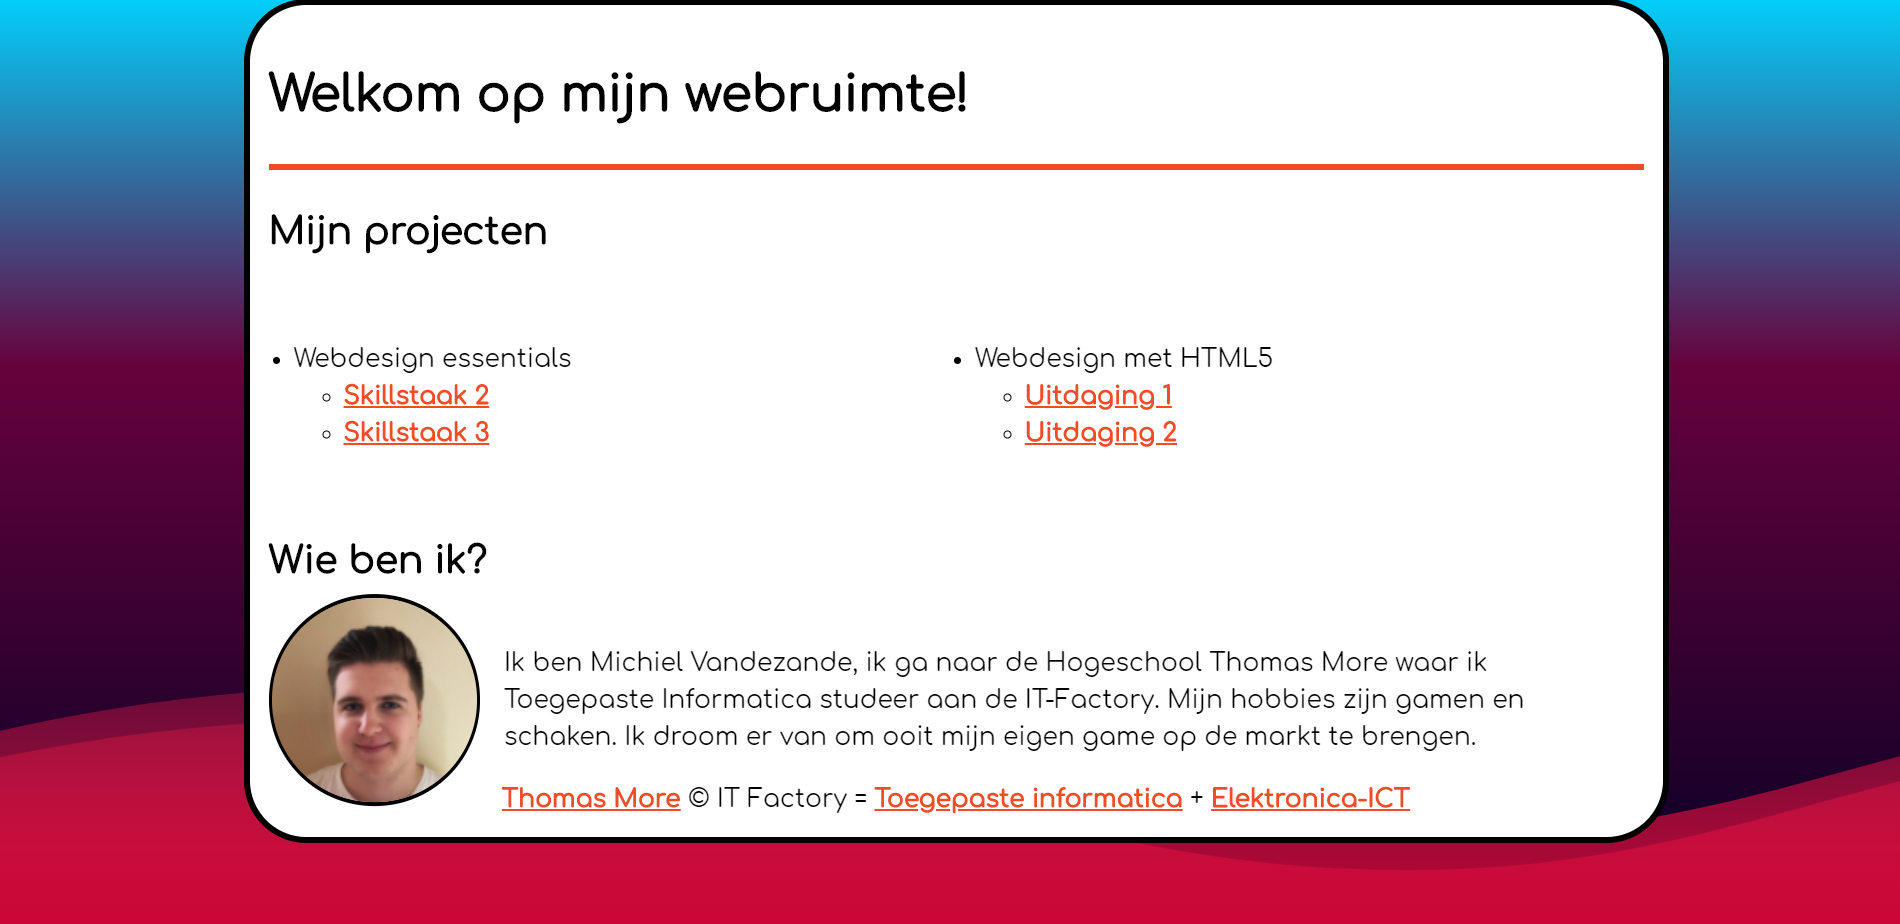 Welkom op mijn webruimte!
Mijn projecten
Webdesign essentials
Skillstaak 2
Skillstaak 3
Webdesign met HTML5
Uitdaging 1
Uitdaging 2
Wie ben ik?
Ik ben Michiel Vandezande, ik ga naar de Hogeschool Thomas More waar ik
Toegepaste Informatica studeer aan de IT-Factory. Mijn hobbies zijn gamen en
schaken. Ik droom er van om ooit mijn eigen game op de markt te brengen.
Thomas More © IT Factory = Toegepaste informatica + Elektronica-ICT